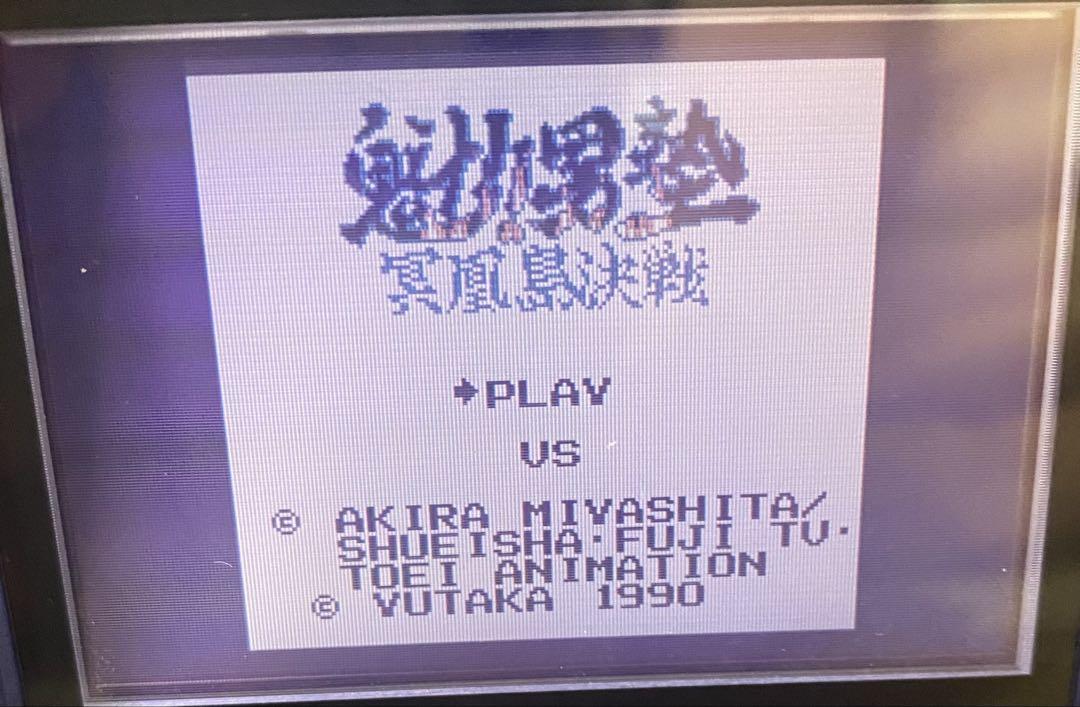 魁!!男塾
冥凰島決戦
➔PLAY
VS
© AKIRA MIYASHITA/
SHUEISHA·FUJI TV·
TOEI ANIMATION
© YUTAKA 1990